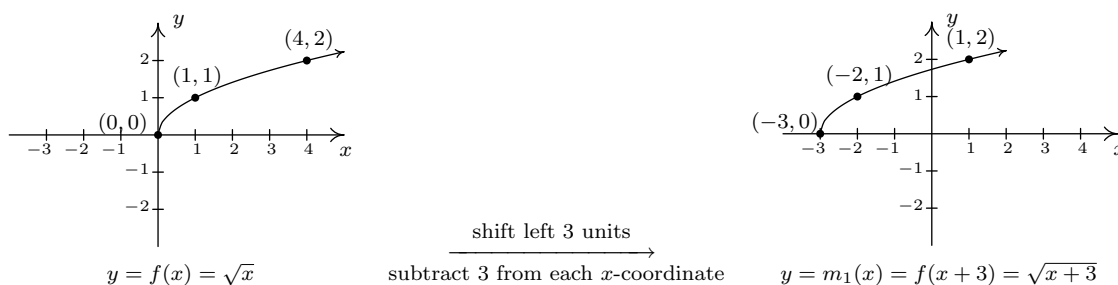 y
(4, 2)
2
(1, 1)
1
(0, 0)
−3 −2 −1 1 2 3 4 x
−1
−2
y = f(x) = √x
shift left 3 units
subtract 3 from each x-coordinate
y
(1, 2)
2
(−2, 1)
1
(−3, 0)
−3 −2 −1 1 2 3 4
−1
−2
y = m₁(x) = f(x + 3) = √(x + 3)